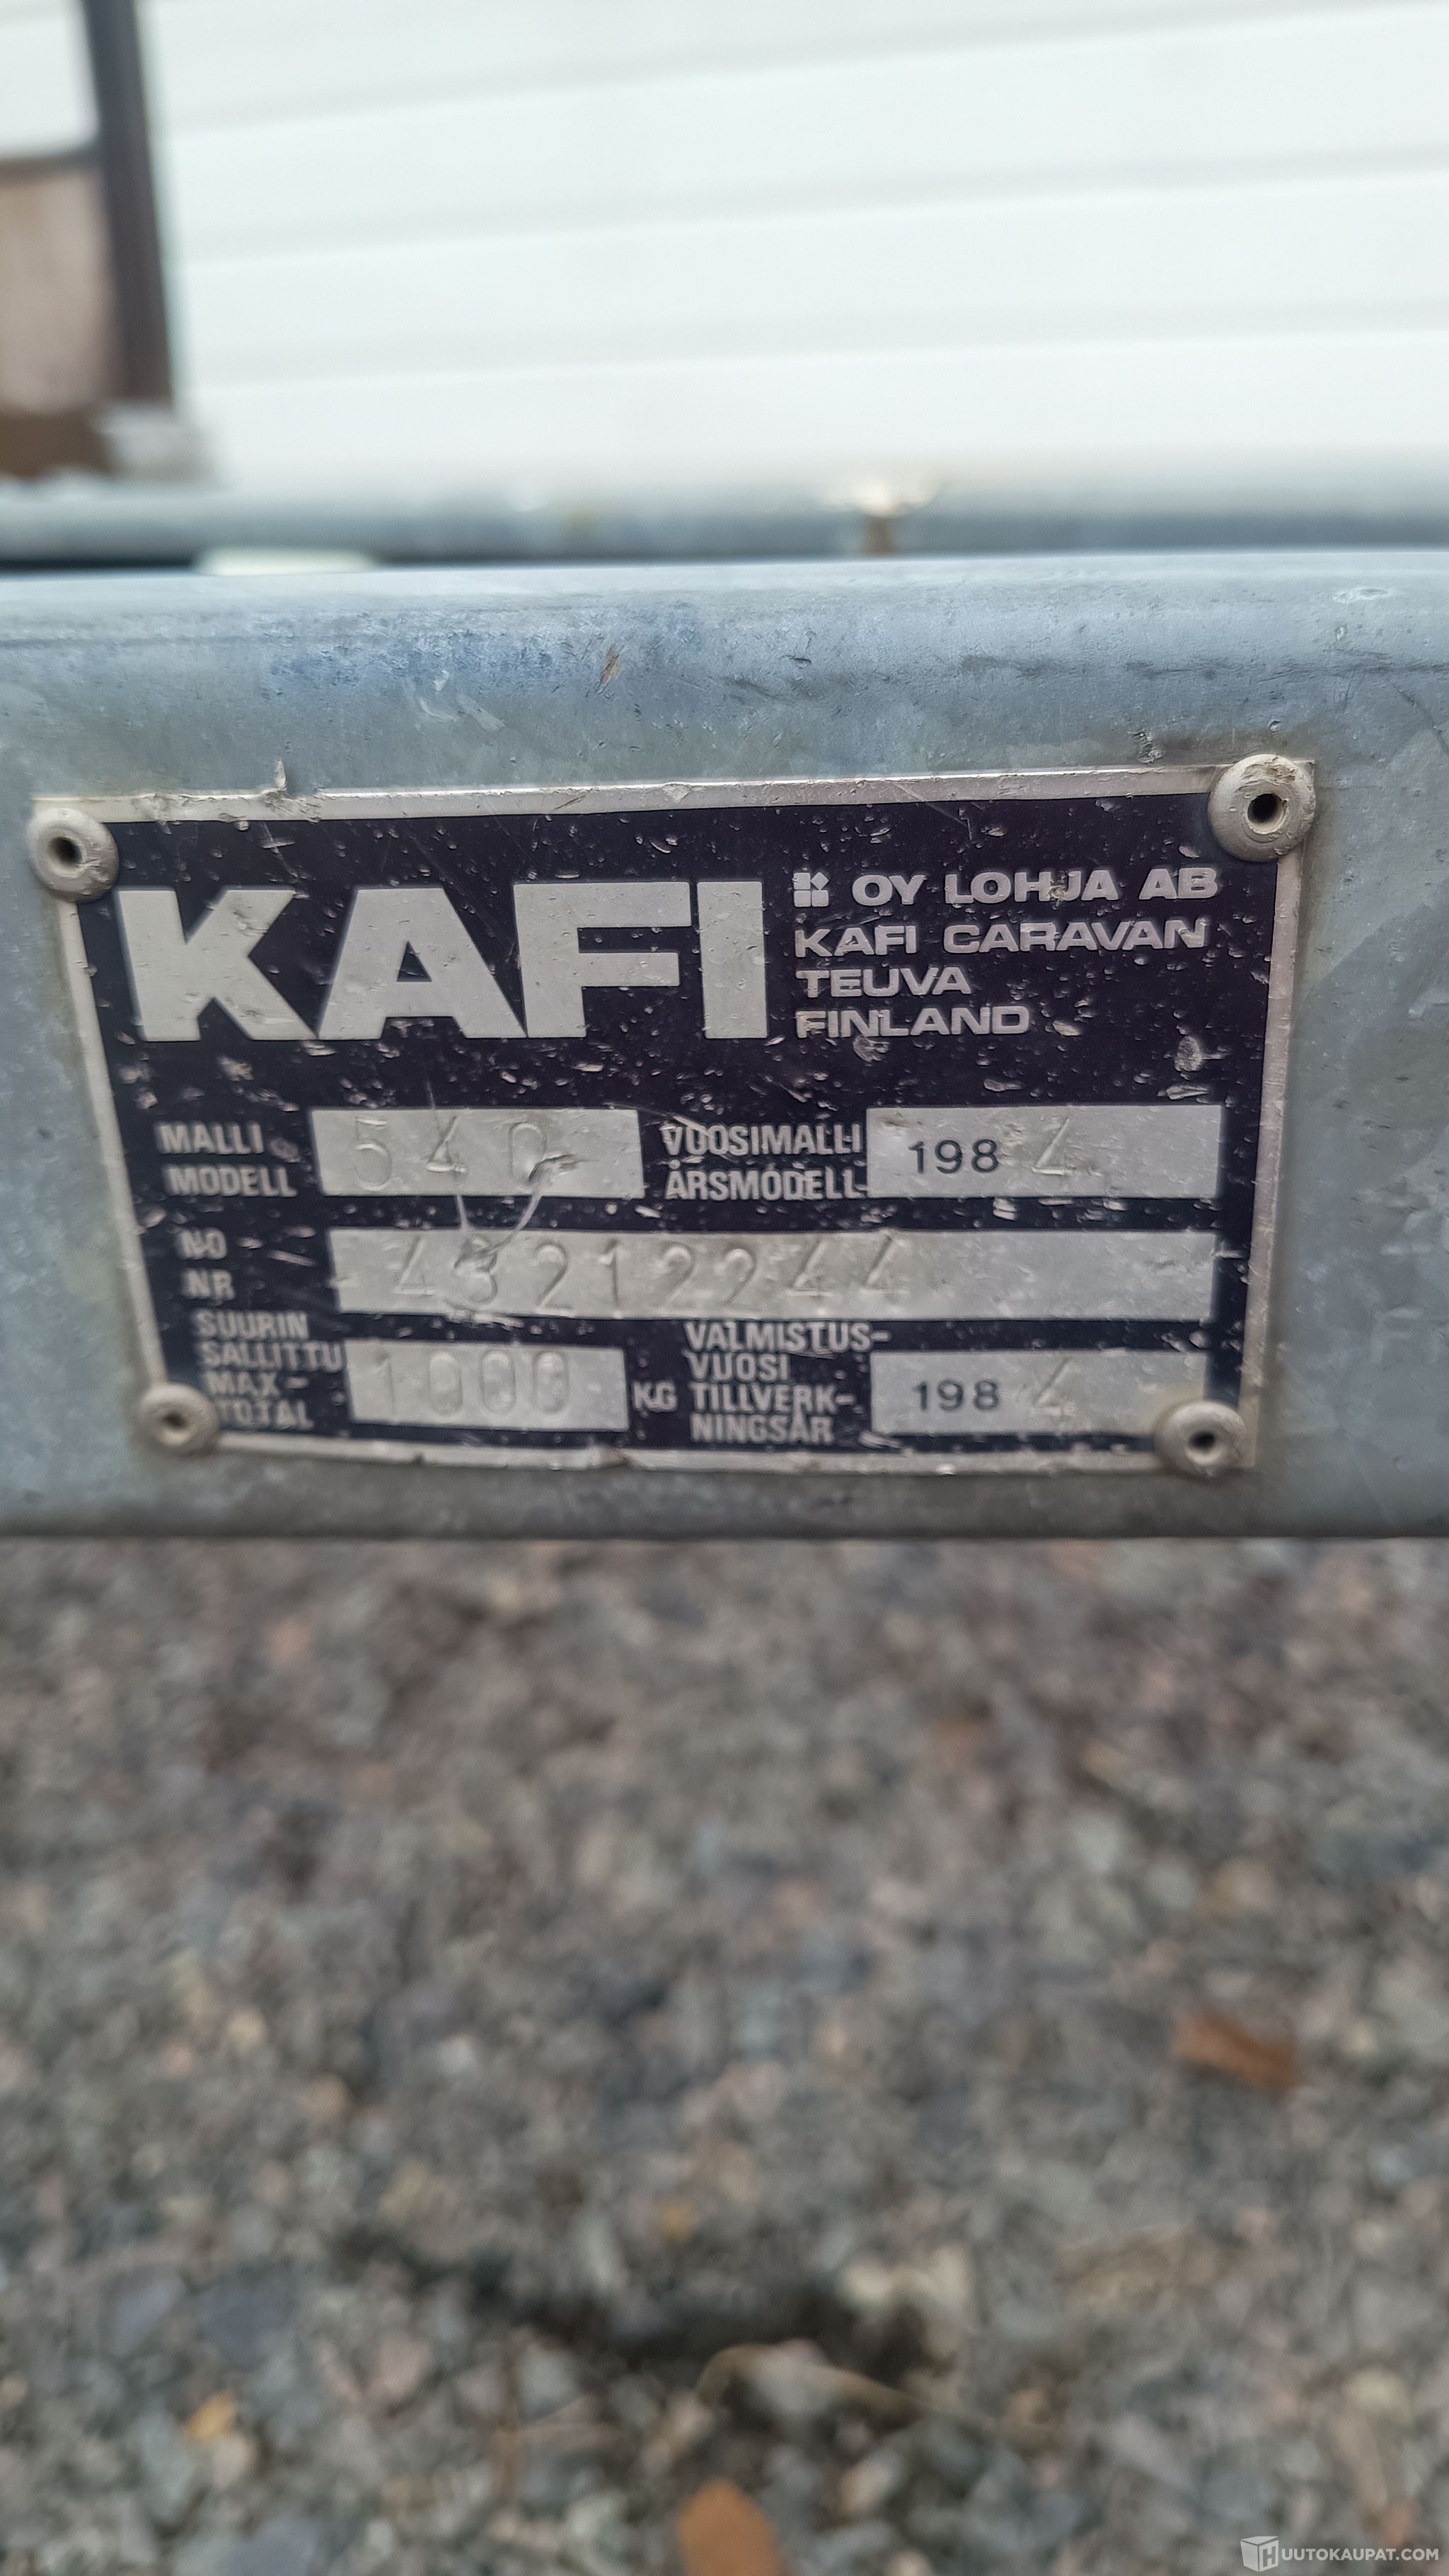 KAFI
OY LOHJA AB
KAFI CARAVAN
TEUVA
FINLAND
MALLI
MODELL
540
VUOSIMALLI
ÅRSMODELL
1984
NO
NR
43212244
SUURIN
SALLITTU
MAX-
TOTAL
1000
KG
VALMISTUS-
VUOSI
TILLVERK-
NINGSÅR
1984
HUUTOKAUPAT.COM